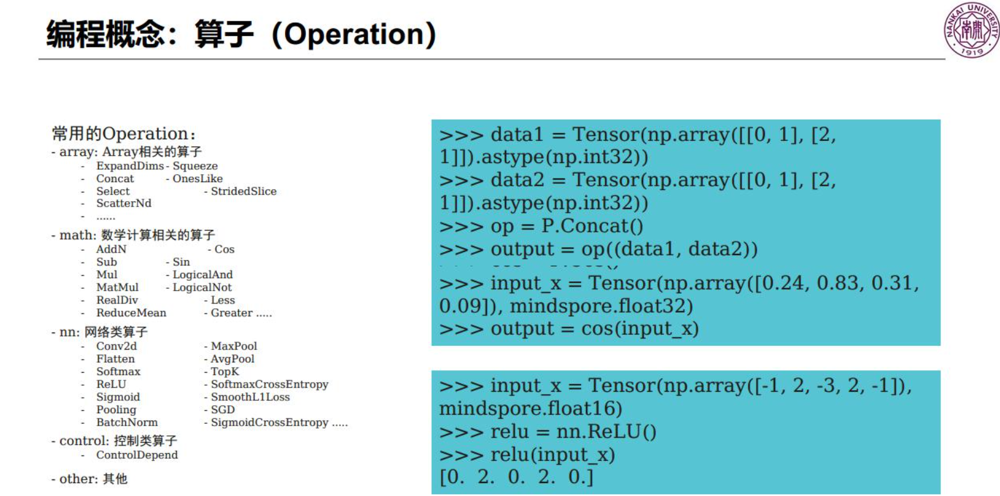 编程概念：算子（Operation）
NANKAI UNIVERSITY
南開
1919
常用的Operation：
- array: Array相关的算子
- ExpandDims - Squeeze
- Concat - OnesLike
- Select - StridedSlice
- ScatterNd
- ......
- math: 数学计算相关的算子
- AddN - Cos
- Sub - Sin
- Mul - LogicalAnd
- MatMul - LogicalNot
- RealDiv - Less
- ReduceMean - Greater .....
- nn: 网络类算子
- Conv2d - MaxPool
- Flatten - AvgPool
- Softmax - TopK
- ReLU - SoftmaxCrossEntropy
- Sigmoid - SmoothL1Loss
- Pooling - SGD
- BatchNorm - SigmoidCrossEntropy .....
- control: 控制类算子
- ControlDepend
- other: 其他
>>> data1 = Tensor(np.array([[0, 1], [2,
1]]).astype(np.int32))
>>> data2 = Tensor(np.array([[0, 1], [2,
1]]).astype(np.int32))
>>> op = P.Concat()
>>> output = op((data1, data2))
>>> input_x = Tensor(np.array([0.24, 0.83, 0.31,
0.09]), mindspore.float32)
>>> output = cos(input_x)
>>> input_x = Tensor(np.array([-1, 2, -3, 2, -1]),
mindspore.float16)
>>> relu = nn.ReLU()
>>> relu(input_x)
[0. 2. 0. 2. 0.]